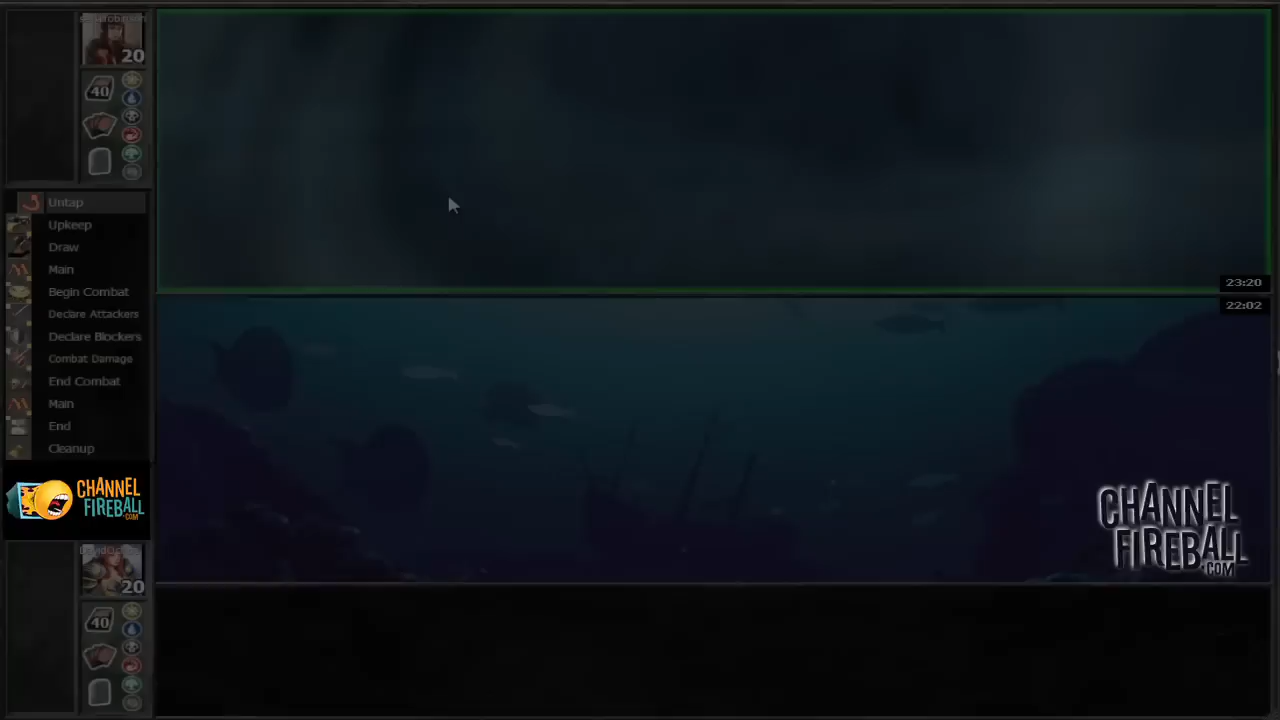 20
40
Untap
Upkeep
Draw
Main
Begin Combat
Declare Attackers
Declare Blockers
Combat Damage
End Combat
Main
End
Cleanup
23:20
22:02
CHANNEL
FIREBALL
.COM
CHANNEL
FIREBALL
.COM
20
40